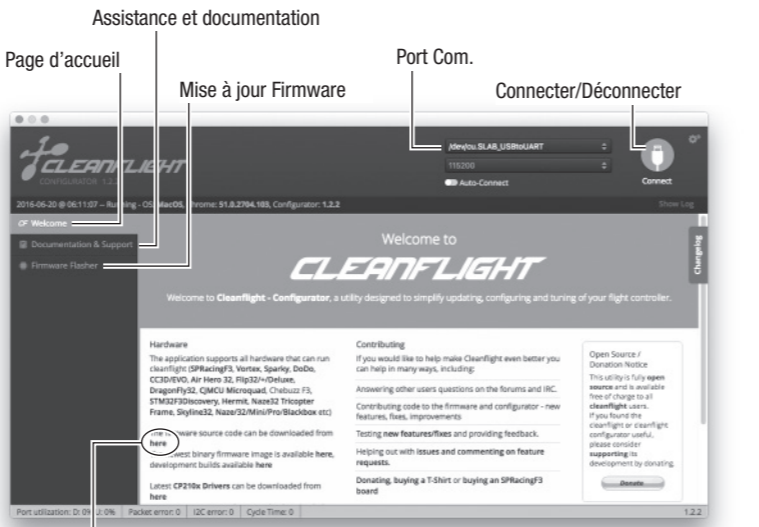 Assistance et documentation
Page d'accueil
Port Com.
Mise à jour Firmware
Connecter/Déconnecter
CLEANFLIGHT
CONFIGURATOR 1.2.2
/dev/cu.SLAB_USBtoUART
115200
Auto-Connect
Connect
2016-06-20 @ 06:11:07 -- Running - OS: MacOS, Chrome: 51.0.2704.103, Configurator: 1.2.2
Show Log
Welcome
Documentation & Support
Firmware Flasher
Changelog
Welcome to
CLEANFLIGHT
Welcome to Cleanflight - Configurator, a utility designed to simplify updating, configuring and tuning of your flight controller.
Hardware
The application supports all hardware that can run
cleanflight (SPRacingF3, Vortex, Sparky, DoDo,
CC3D/EVO, Air Hero 32, Flip32/+/Deluxe,
DragonFly32, CJMCU Microquad, Chebuzz F3,
STM32F3Discovery, Hermit, Naze32 Tricopter
Frame, Skyline32, Naze/32/Mini/Pro/Blackbox etc)
The firmware source code can be downloaded from
here
newest binary firmware image is available here,
development builds available here
Latest CP210x Drivers can be downloaded from
here
Contributing
If you would like to help make Cleanflight even better you
can help in many ways, including:
Answering other users questions on the forums and IRC.
Contributing code to the firmware and configurator - new
features, fixes, improvements
Testing new features/fixes and providing feedback.
Helping out with issues and commenting on feature
requests.
Donating, buying a T-Shirt or buying an SPRacingF3
board
Open Source /
Donation Notice
This utility is fully open
source and is available
free of charge to all
cleanflight users.
If you found the
cleanflight or cleanflight
configurator useful,
please consider
supporting its
development by donating.
Donate
Port utilization: D: 0% U: 0%
Packet error: 0
I2C error: 0
Cycle Time: 0
1.2.2